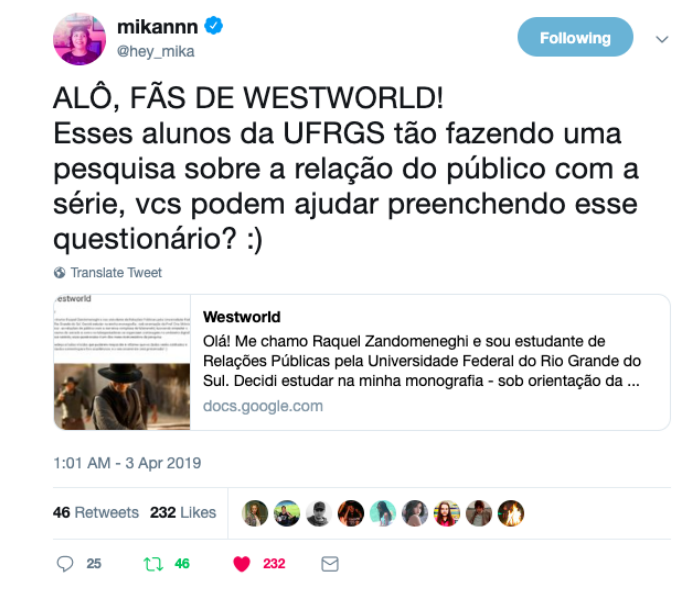 mikannn
@hey_mika
Following
ALÔ, FÃS DE WESTWORLD!
Esses alunos da UFRGS tão fazendo uma
pesquisa sobre a relação do público com a
série, vcs podem ajudar preenchendo esse
questionário? :)
Translate Tweet
estworld
Westworld
Olá! Me chamo Raquel Zandomeneghi e sou estudante de
Relações Públicas pela Universidade Federal do Rio Grande do
Sul. Decidi estudar na minha monografia - sob orientação da ...
docs.google.com
1:01 AM - 3 Apr 2019
46 Retweets 232 Likes
25 46 232